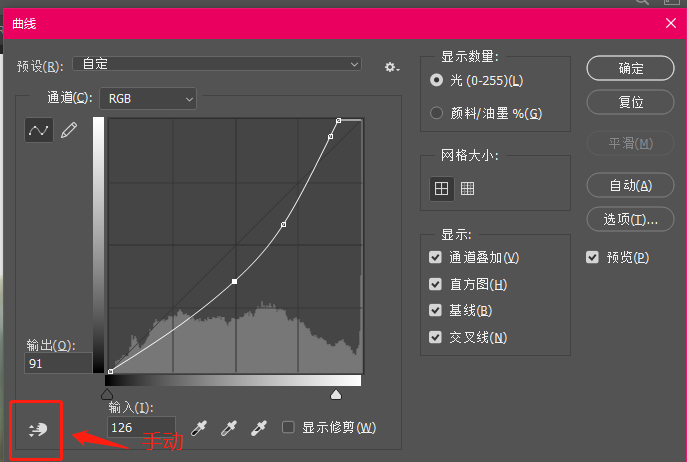 曲线
预设(R): 自定
通道(C): RGB
输出(O):
91
输入(I):
126
显示修剪(W)
手动
显示数量:
光 (0-255)(L)
颜料/油墨 %(G)
网格大小:
显示:
通道叠加(V)
直方图(H)
基线(B)
交叉线(N)
确定
复位
平滑(M)
自动(A)
选项(T)...
预览(P)